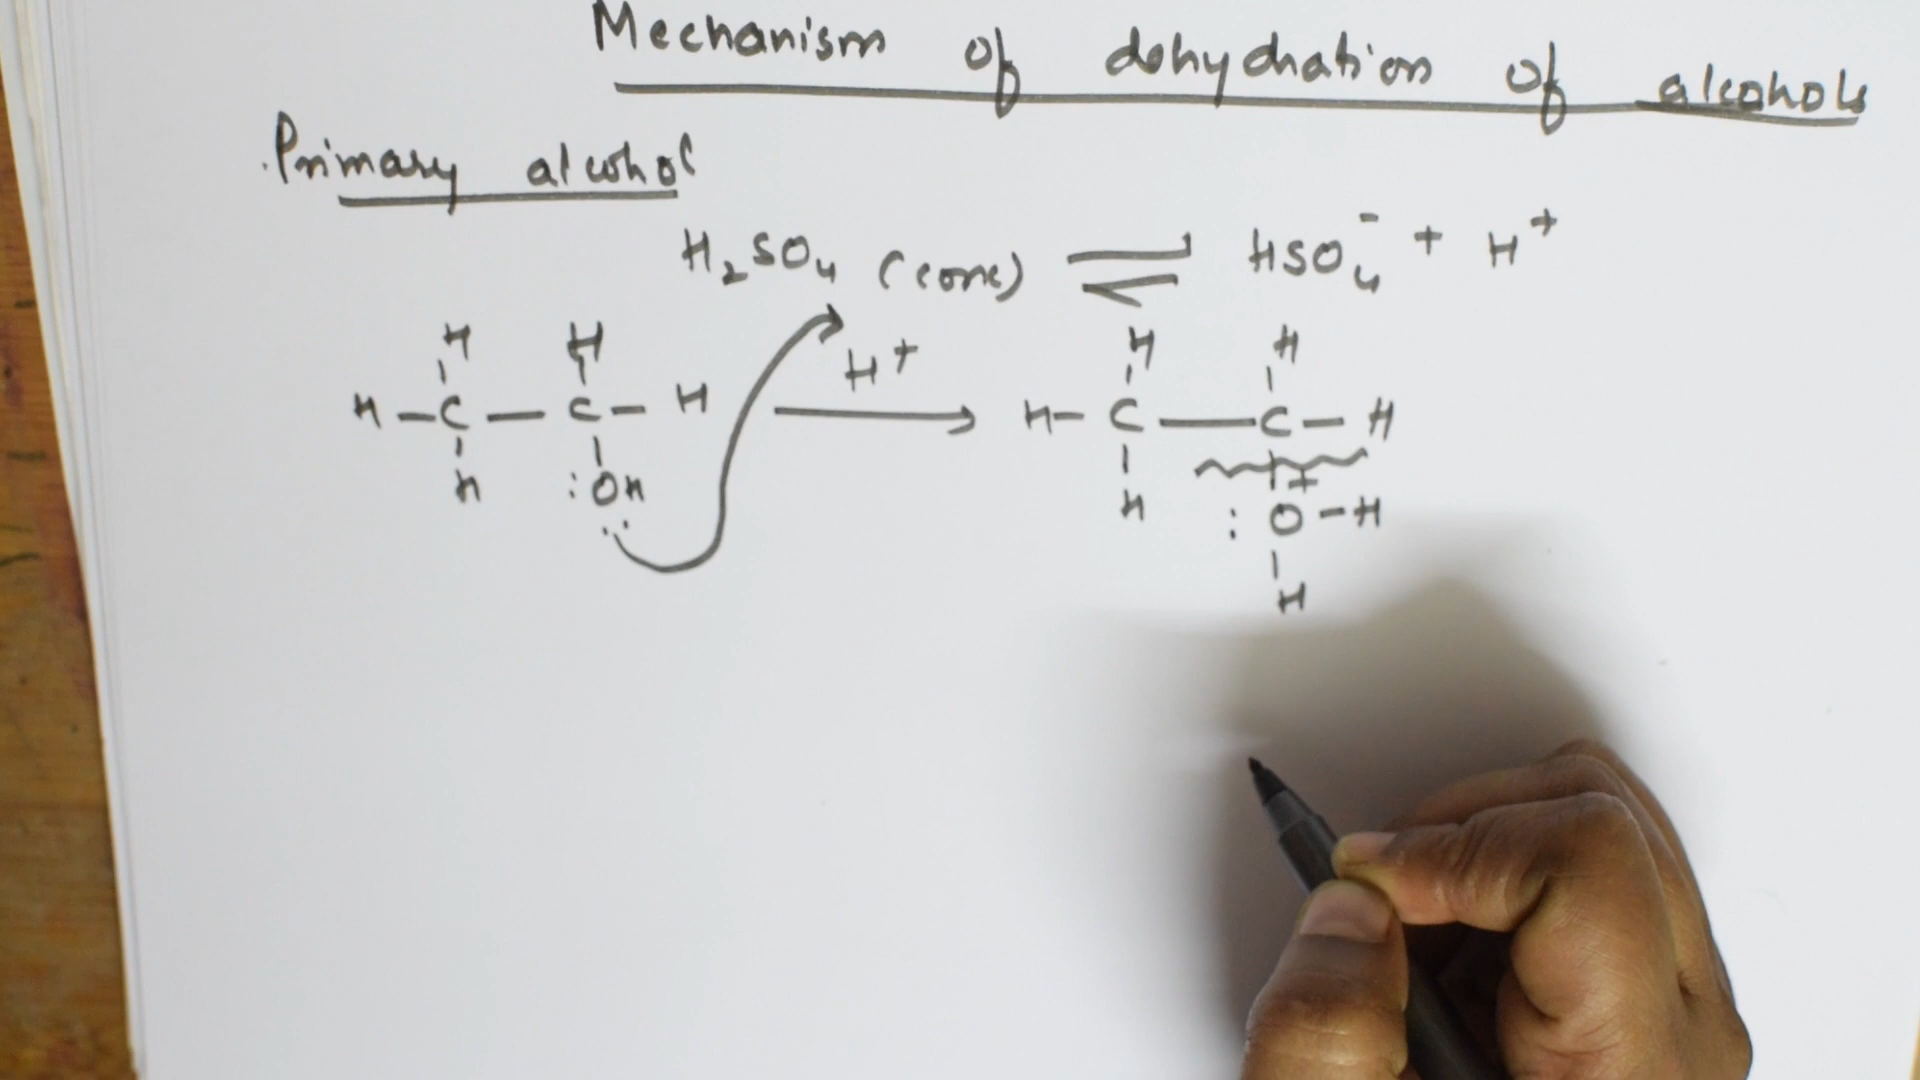 Mechanism of dehydration of alcohols
Primary alcohol
H₂SO₄ (conc) ⇌ HSO₄⁻ + H⁺
H H H⁺ H H
H – C – C – H → H – C – C – H
H :OH + : O – H
H H